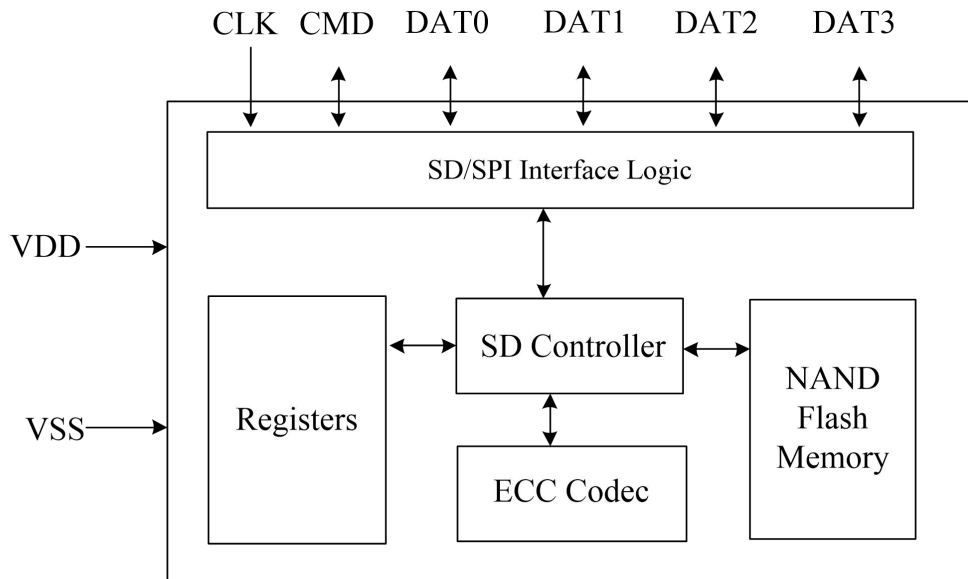 CLK CMD DAT0 DAT1 DAT2 DAT3
SD/SPI Interface Logic
VDD
SD Controller
NAND
Flash
Memory
Registers
VSS
ECC Codec